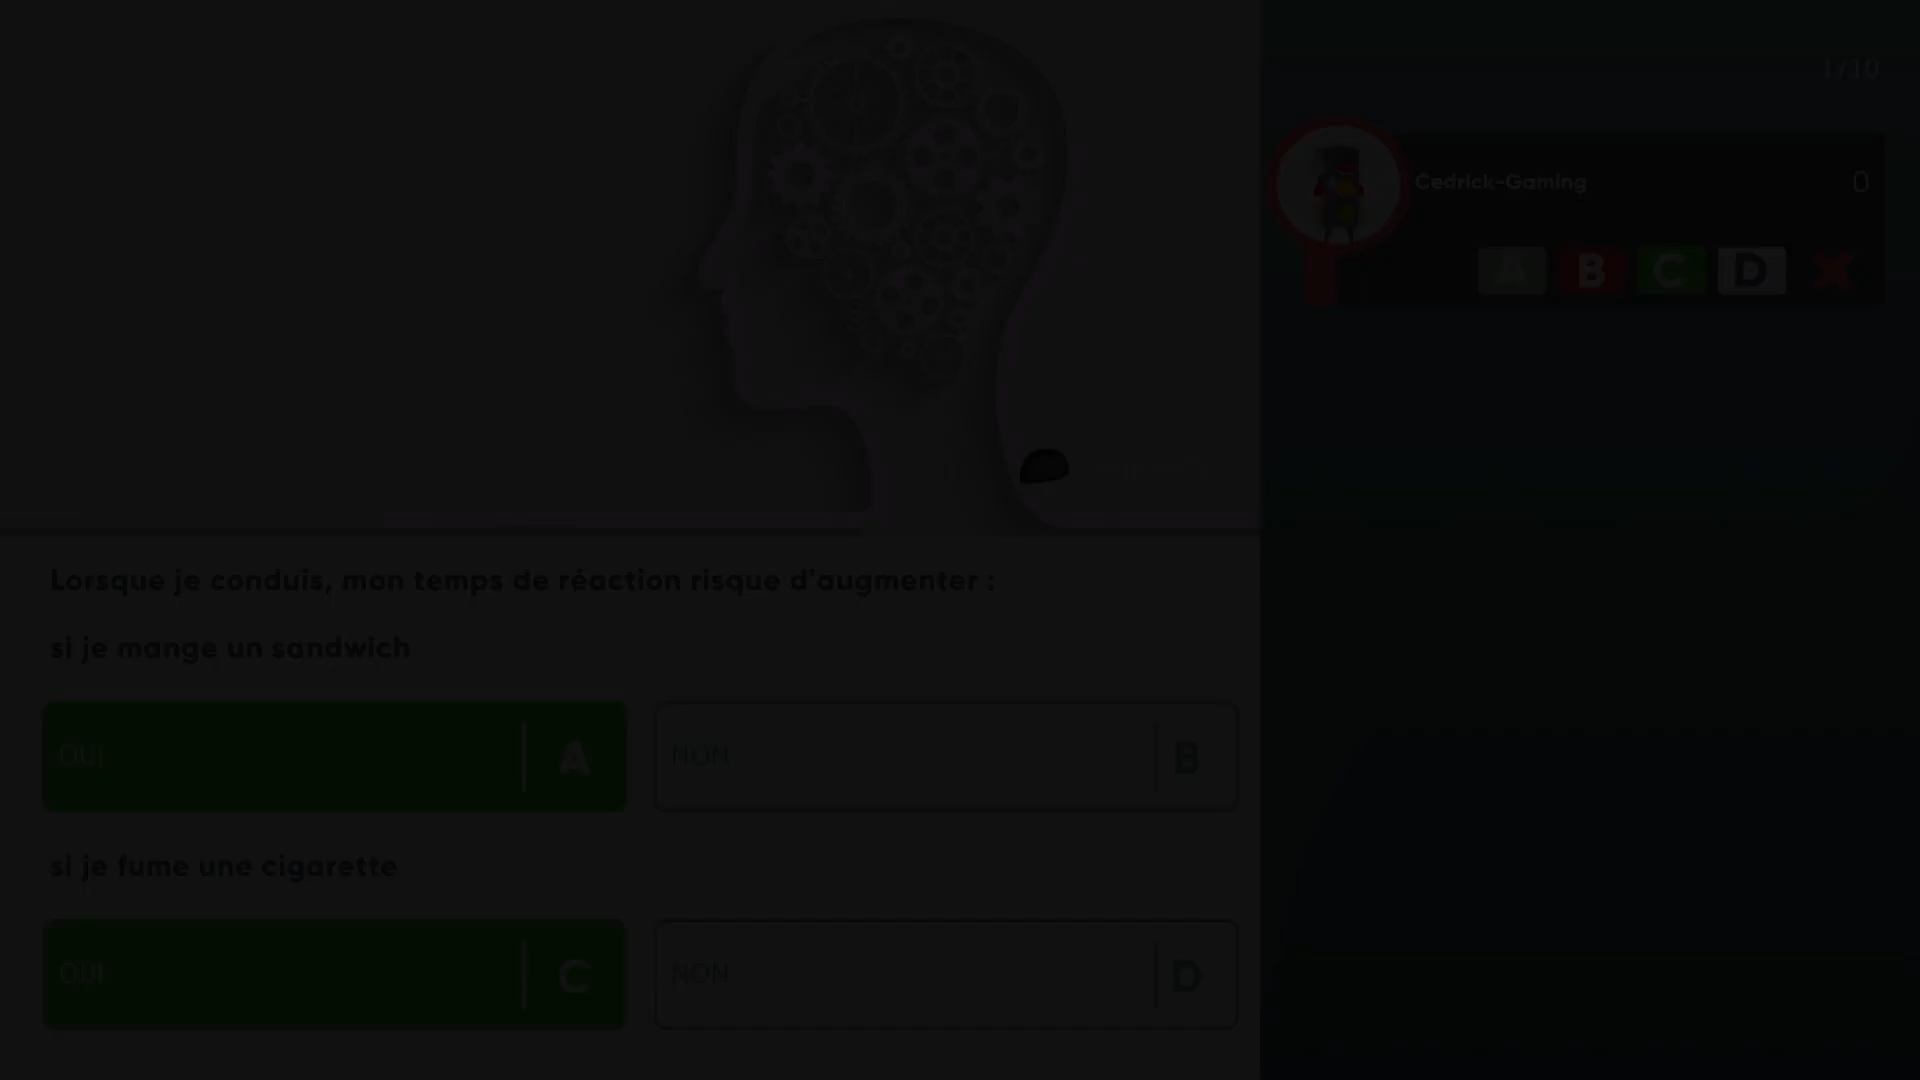 1/10
Cedrick-Gaming 0
A B C D
Lorsque je conduis, mon temps de réaction risque d'augmenter :
si je mange un sandwich
OUI A NON B
si je fume une cigarette
OUI C NON D